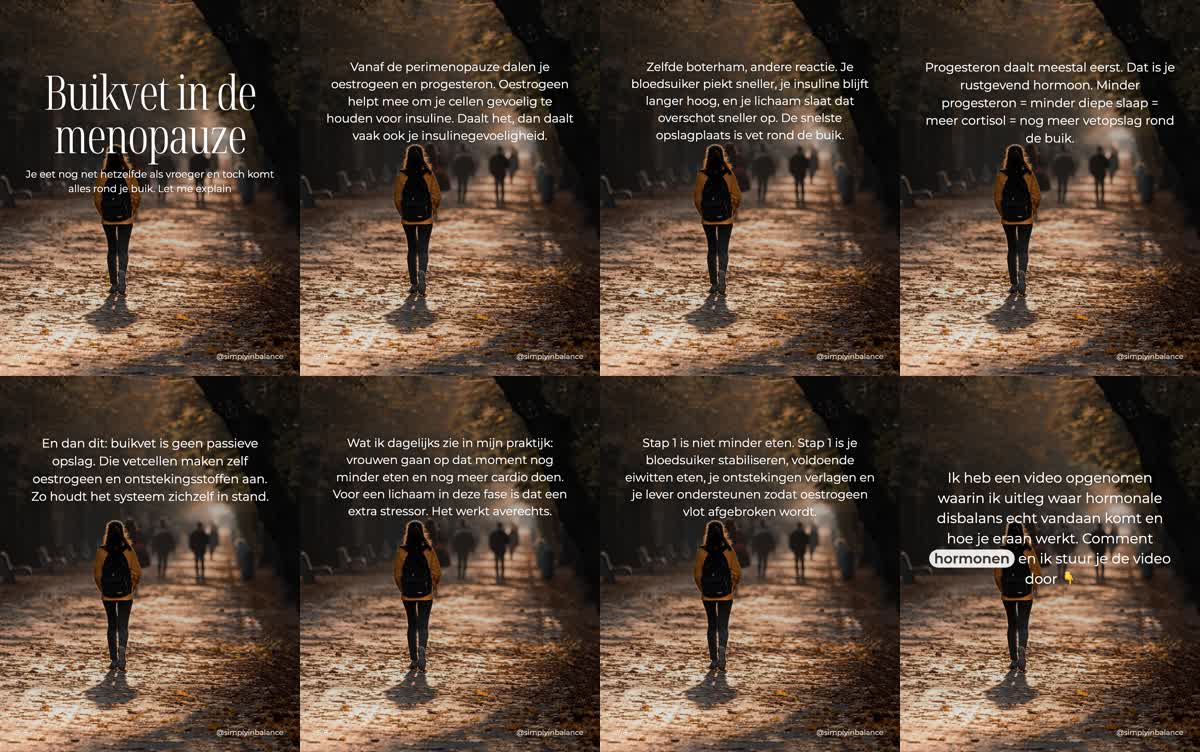 Buikvet in de
menopauze
Je eet nog net hetzelfde als vroeger en toch komt
alles rond je buik. Let me explain
@simplyinbalance
Vanaf de perimenopauze dalen je
oestrogeen en progesteron. Oestrogeen
helpt mee om je cellen gevoelig te
houden voor insuline. Daalt het, dan daalt
vaak ook je insulinegevoeligheid.
@simplyinbalance
Zelfde boterham, andere reactie. Je
bloedsuiker piekt sneller, je insuline blijft
langer hoog, en je lichaam slaat dat
overschot sneller op. De snelste
opslagplaats is vet rond de buik.
@simplyinbalance
Progesteron daalt meestal eerst. Dat is je
rustgevend hormoon. Minder
progesteron = minder diepe slaap =
meer cortisol = nog meer vetopslag rond
de buik.
@simplyinbalance
En dan dit: buikvet is geen passieve
opslag. Die vetcellen maken zelf
oestrogeen en ontstekingsstoffen aan.
Zo houdt het systeem zichzelf in stand.
@simplyinbalance
Wat ik dagelijks zie in mijn praktijk:
vrouwen gaan op dat moment nog
minder eten en nog meer cardio doen.
Voor een lichaam in deze fase is dat een
extra stressor. Het werkt averechts.
@simplyinbalance
Stap 1 is niet minder eten. Stap 1 is je
bloedsuiker stabiliseren, voldoende
eiwitten eten, je ontstekingen verlagen en
je lever ondersteunen zodat oestrogeen
vlot afgebroken wordt.
@simplyinbalance
Ik heb een video opgenomen
waarin ik uitleg waar hormonale
disbalans echt vandaan komt en
hoe je eraan werkt. Comment
hormonen en ik stuur je de video
door 👇
@simplyinbalance